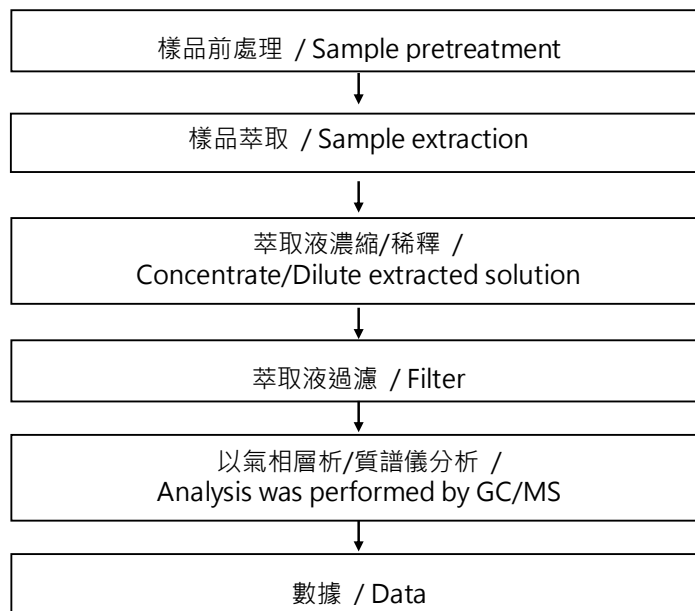 樣品前處理 / Sample pretreatment
樣品萃取 / Sample extraction
萃取液濃縮/稀釋 /
Concentrate/Dilute extracted solution
萃取液過濾 / Filter
以氣相層析/質譜儀分析 /
Analysis was performed by GC/MS
數據 / Data